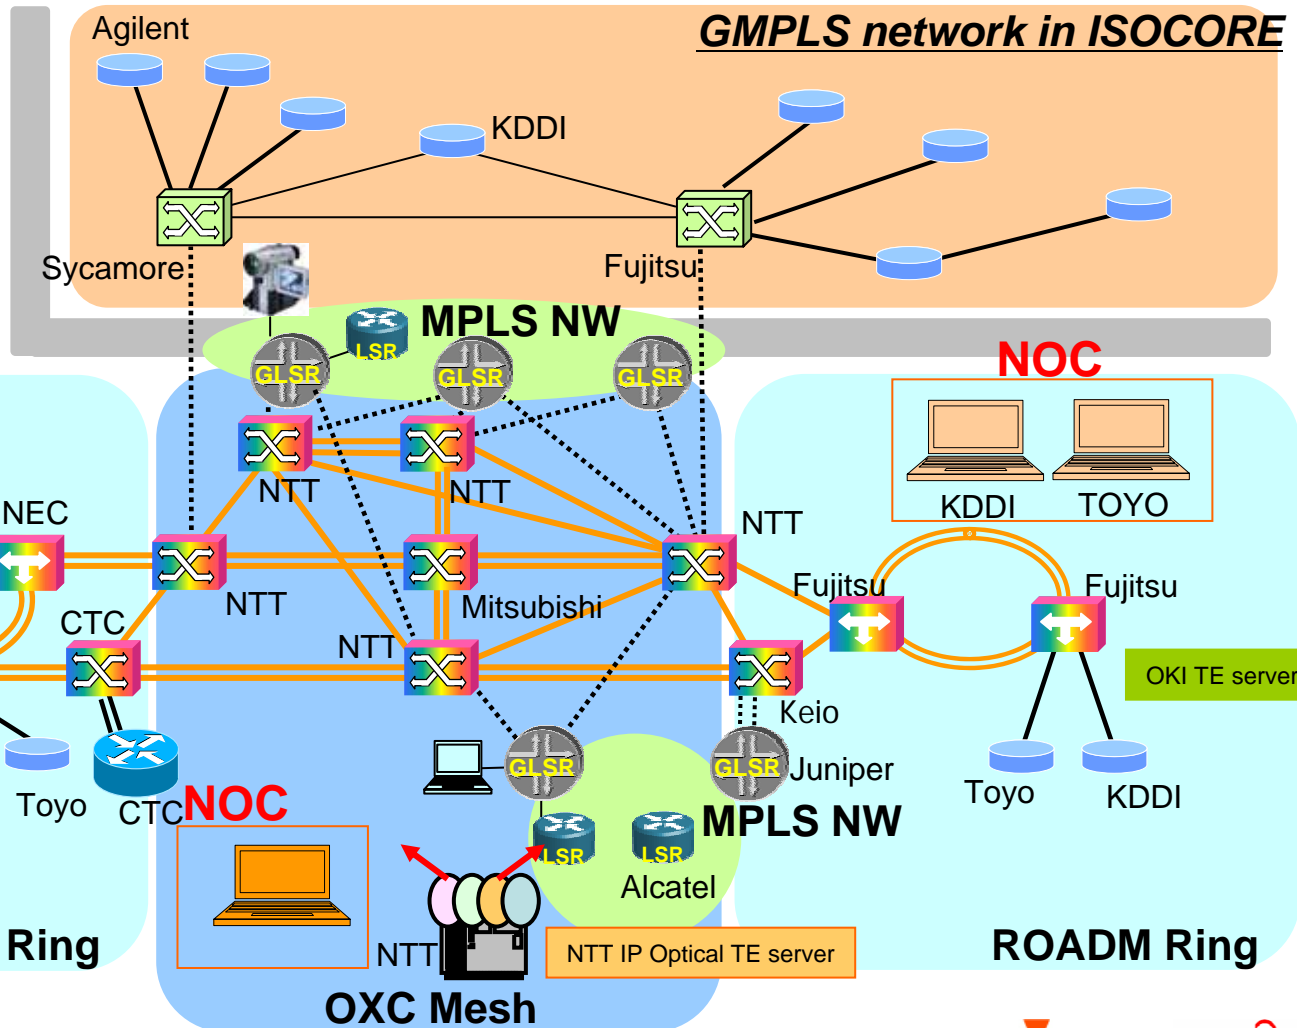 GMPLS network in ISOCORE
Agilent
KDDI
Sycamore
Fujitsu
MPLS NW
LSR
GLSR
GLSR
GLSR
NOC
KDDI
TOYO
NTT
NTT
NEC
NTT
Fujitsu
Fujitsu
NTT
Mitsubishi
CTC
NTT
OKI TE server
Keio
GLSR
GLSR
Juniper
Toyo
CTC
NOC
Toyo
KDDI
MPLS NW
LSR
LSR
Alcatel
NTT
NTT IP Optical TE server
Ring
ROADM Ring
OXC Mesh